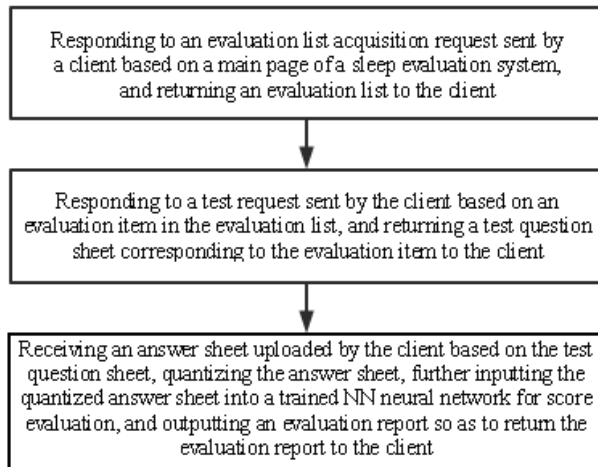 Responding to an evaluation list acquisition request sent by
a client based on a main page of a sleep evaluation system,
and returning an evaluation list to the client
Responding to a test request sent by the client based on an
evaluation item in the evaluation list, and returning a test question
sheet corresponding to the evaluation item to the client
Receiving an answer sheet uploaded by the client based on the test
question sheet, quantizing the answer sheet, further inputting the
quantized answer sheet into a trained NN neural network for score
evaluation, and outputting an evaluation report so as to return the
evaluation report to the client